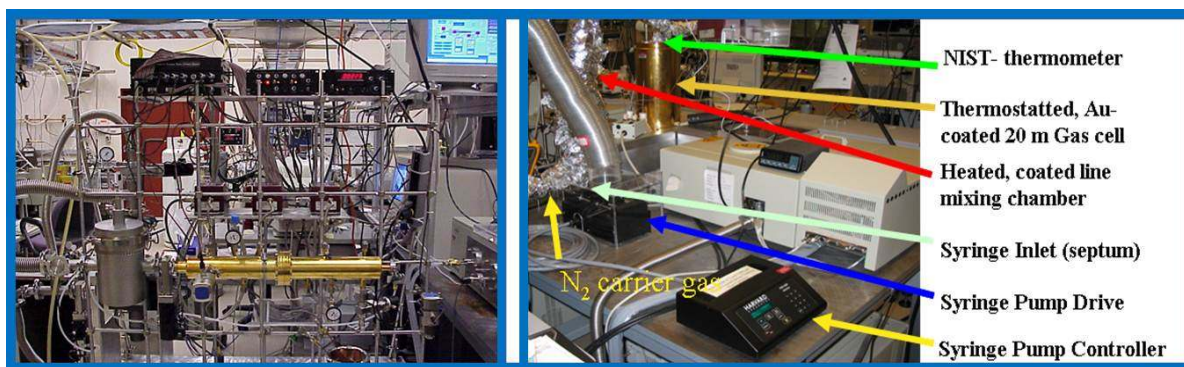 NIST- thermometer
Thermostatted, Au-
coated 20 m Gas cell
Heated, coated line
mixing chamber
Syringe Inlet (septum)
Syringe Pump Drive
Syringe Pump Controller
N2 carrier gas
HARVARD